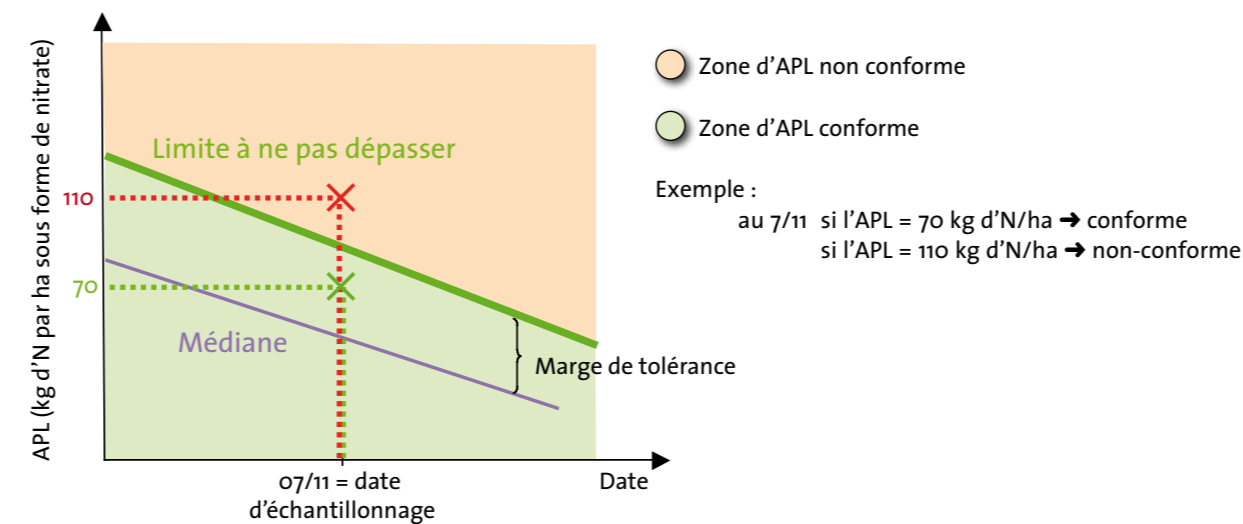 APL (kg d'N par ha sous forme de nitrate)
Limite à ne pas dépasser
110
70
Médiane
Marge de tolérance
07/11 = date
d'échantillonnage
Date
Zone d'APL non conforme
Zone d'APL conforme
Exemple :
au 7/11 si l'APL = 70 kg d'N/ha ➜ conforme
si l'APL = 110 kg d'N/ha ➜ non-conforme